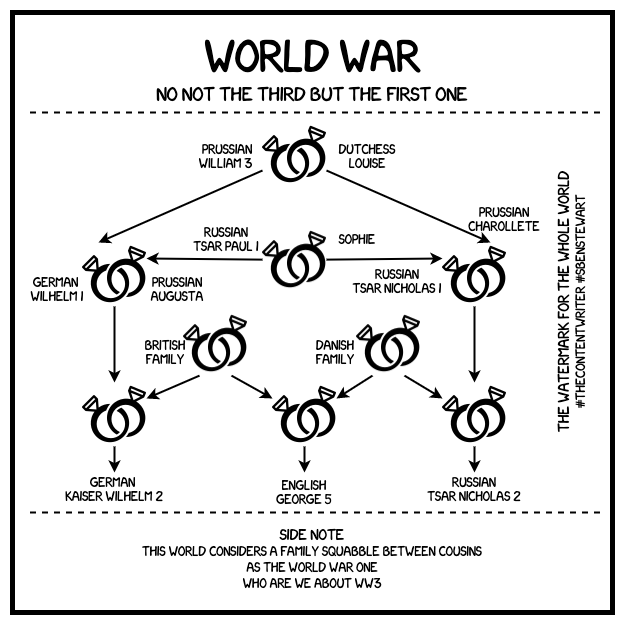 WORLD WAR
NO NOT THE THIRD BUT THE FIRST ONE
PRUSSIAN
WILLIAM 3
DUTCHESS
LOUISE
PRUSSIAN
CHAROLLETE
RUSSIAN
TSAR PAUL 1
SOPHIE
GERMAN
WILHELM 1
PRUSSIAN
AUGUSTA
RUSSIAN
TSAR NICHOLAS 1
BRITISH
FAMILY
DANISH
FAMILY
GERMAN
KAISER WILHELM 2
ENGLISH
GEORGE 5
RUSSIAN
TSAR NICHOLAS 2
THE WATERMARK FOR THE WHOLE WORLD
#THECONTENTWRITER #SBENSTEWART
SIDE NOTE
THIS WORLD CONSIDERS A FAMILY SQUABBLE BETWEEN COUSINS
AS THE WORLD WAR ONE
WHO ARE WE ABOUT WW3